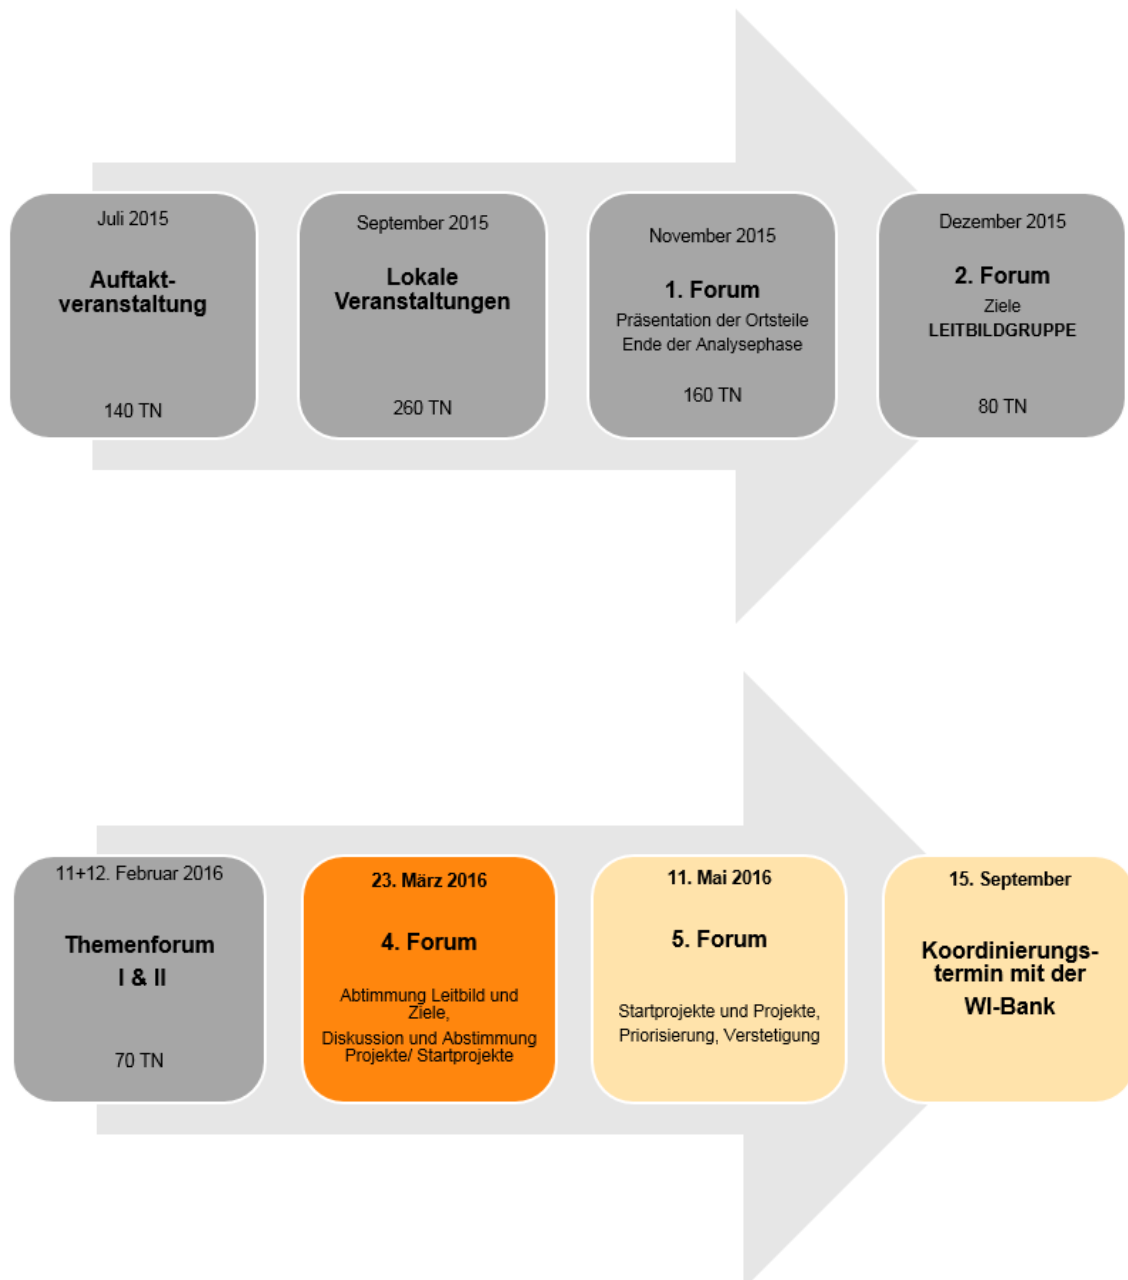 Juli 2015
Auftakt-
veranstaltung
140 TN
September 2015
Lokale
Veranstaltungen
260 TN
November 2015
1. Forum
Präsentation der Ortsteile
Ende der Analysephase
160 TN
Dezember 2015
2. Forum
Ziele
LEITBILDGRUPPE
80 TN
11+12. Februar 2016
Themenforum
I & II
70 TN
23. März 2016
4. Forum
Abtimmung Leitbild und
Ziele,
Diskussion und Abstimmung
Projekte/ Startprojekte
11. Mai 2016
5. Forum
Startprojekte und Projekte,
Priorisierung, Verstetigung
15. September
Koordinierungs-
termin mit der
WI-Bank